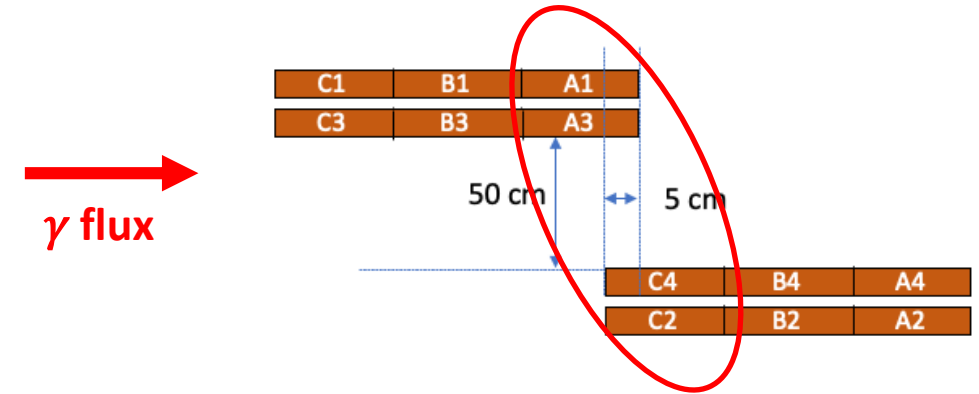 C1 B1 A1
C3 B3 A3
50 cm 5 cm
γ flux
C4 B4 A4
C2 B2 A2